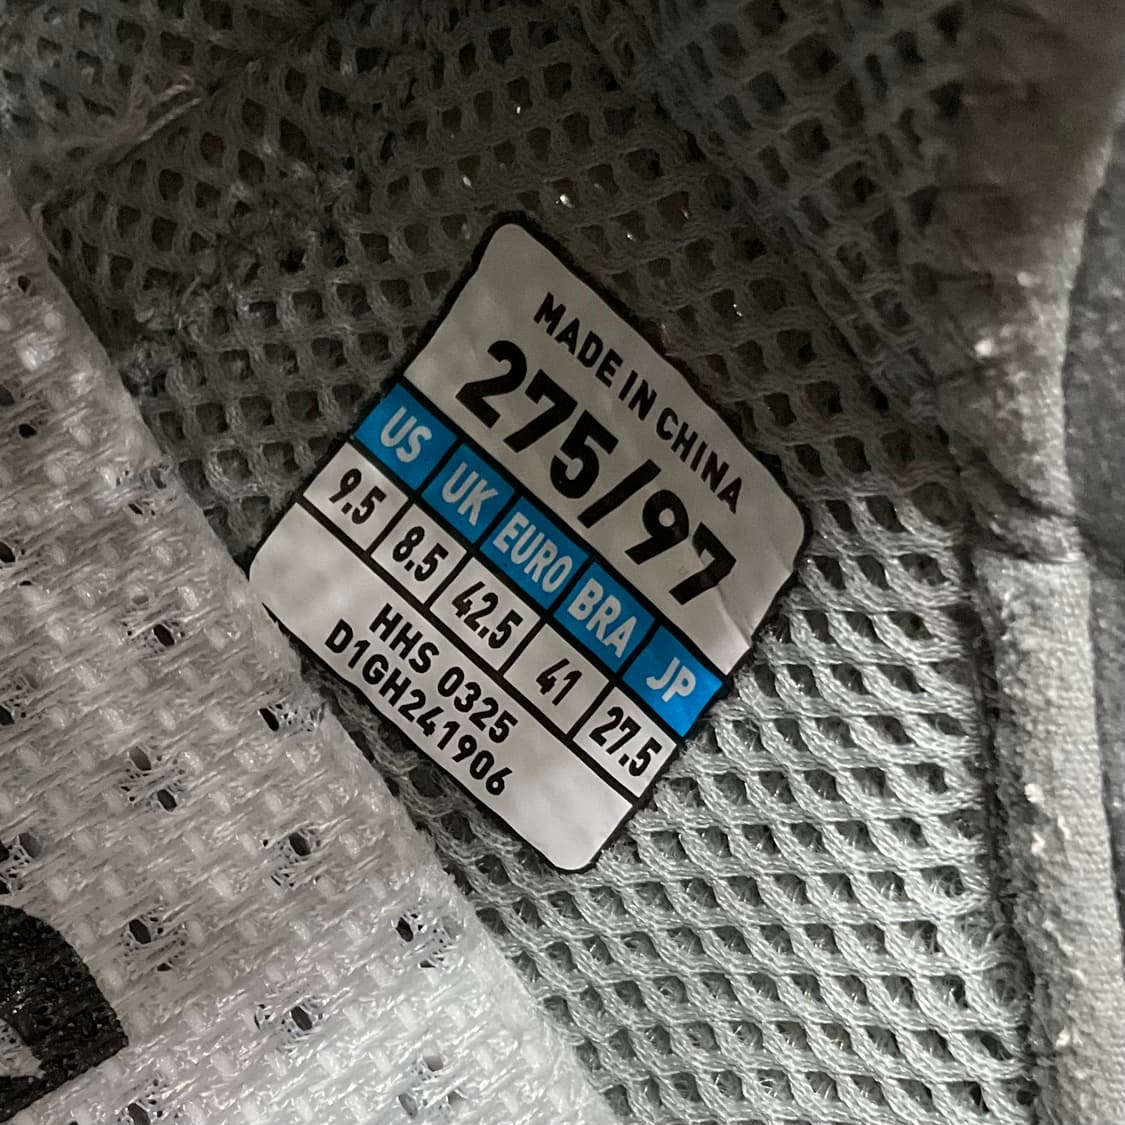 MADE IN CHINA
275/97
US UK EURO BRA JP
9.5 8.5 42.5 41 27.5
HHS 0325
D1GH241906